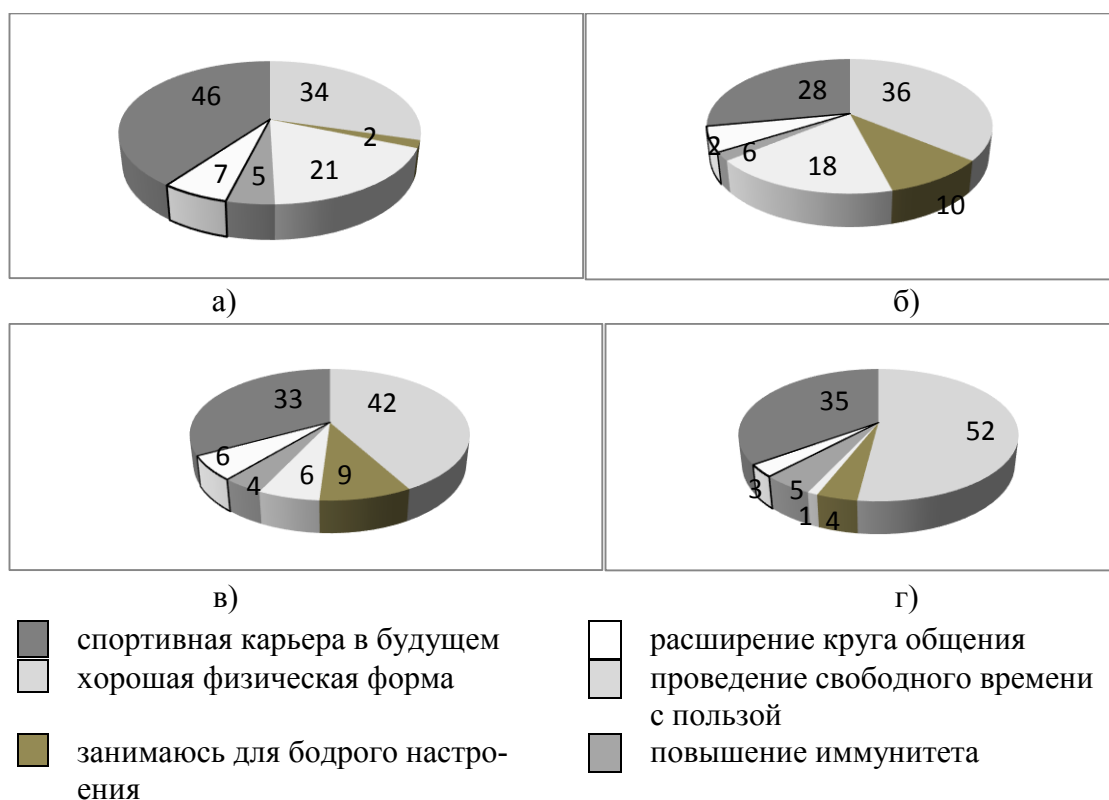 46
34
2
21
5
7
28
36
2
6
18
10
а)
б)
33
42
6
4
6
9
35
52
3
5
1
4
в)
г)
спортивная карьера в будущем
расширение круга общения
хорошая физическая форма
проведение свободного времени
с пользой
занимаюсь для бодрого настро-
ения
повышение иммунитета